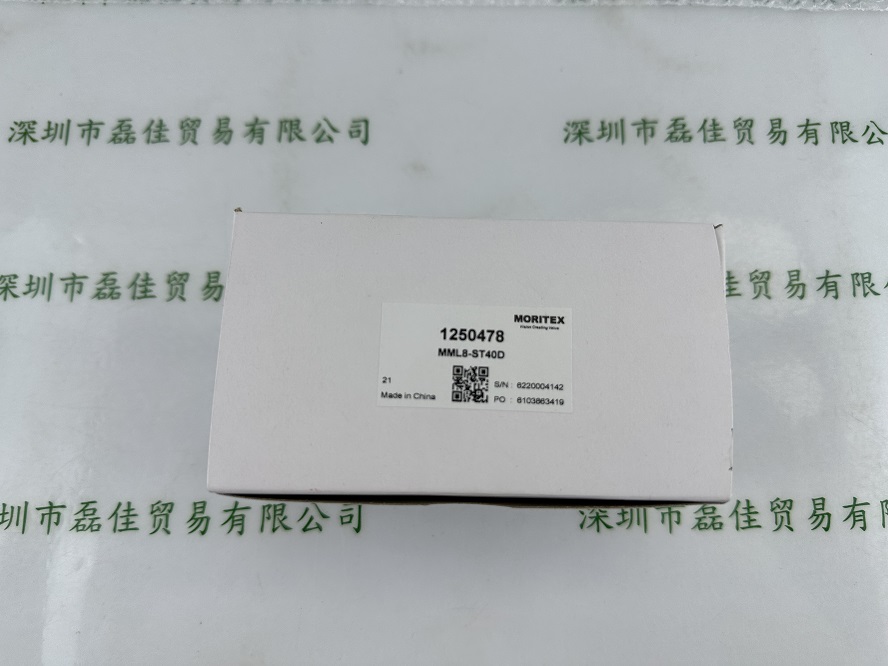 深圳市磊佳贸易有限公司
深圳市磊佳贸易有限公
深圳市磊佳贸易
贸易有限
MORITEX
Vision Creating Value
1250478
MML8-ST40D
21
S/N : 6220004142
Made in China
PO : 6103863419
圳市磊佳贸易有限公司
深圳市磊佳贸易有